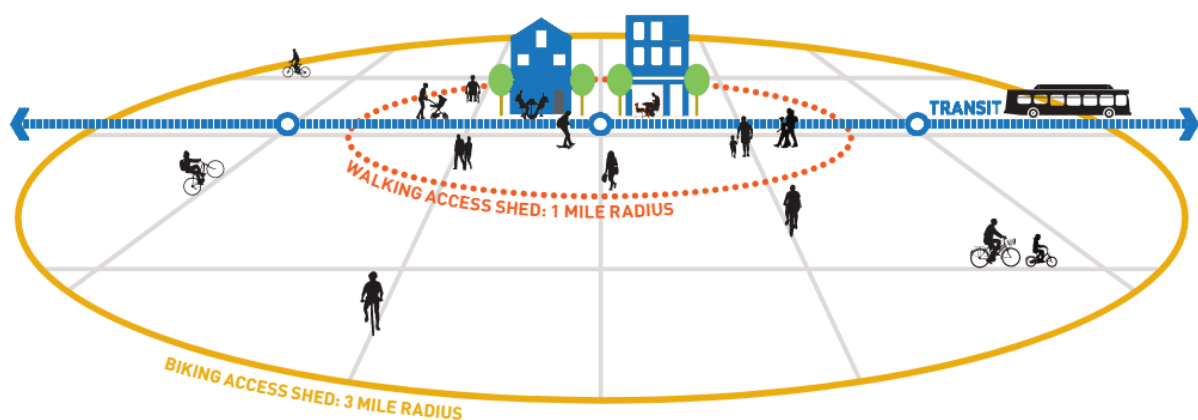 TRANSIT
WALKING ACCESS SHED: 1 MILE RADIUS
BIKING ACCESS SHED: 3 MILE RADIUS